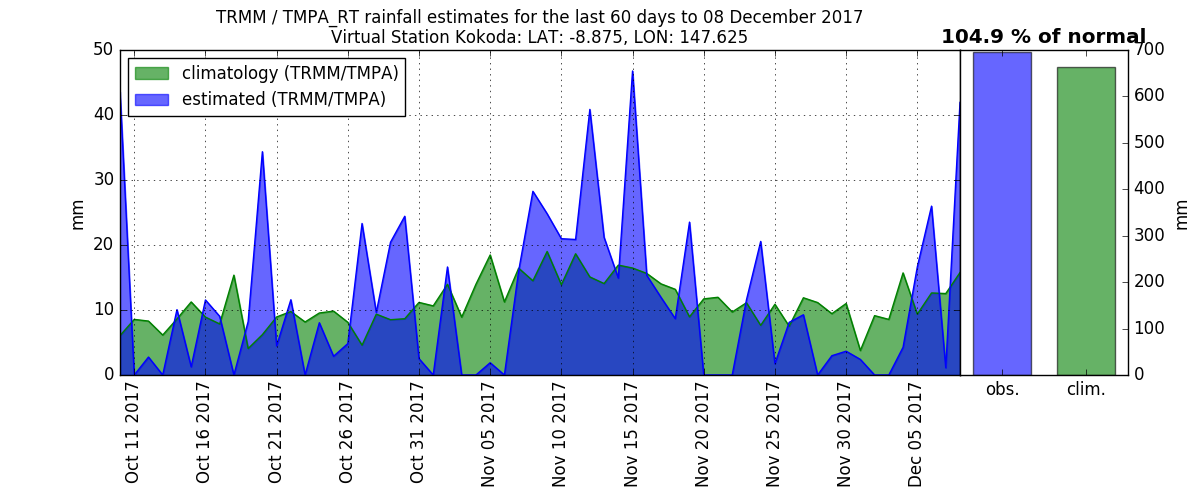 TRMM / TMPA_RT rainfall estimates for the last 60 days to 08 December 2017
Virtual Station Kokoda: LAT: -8.875, LON: 147.625
104.9 % of normal
climatology (TRMM/TMPA)
estimated (TRMM/TMPA)
50
40
30
20
10
0
mm
Oct 11 2017
Oct 16 2017
Oct 21 2017
Oct 26 2017
Oct 31 2017
Nov 05 2017
Nov 10 2017
Nov 15 2017
Nov 20 2017
Nov 25 2017
Nov 30 2017
Dec 05 2017
obs.
clim.
700
600
500
400
300
200
100
0
mm